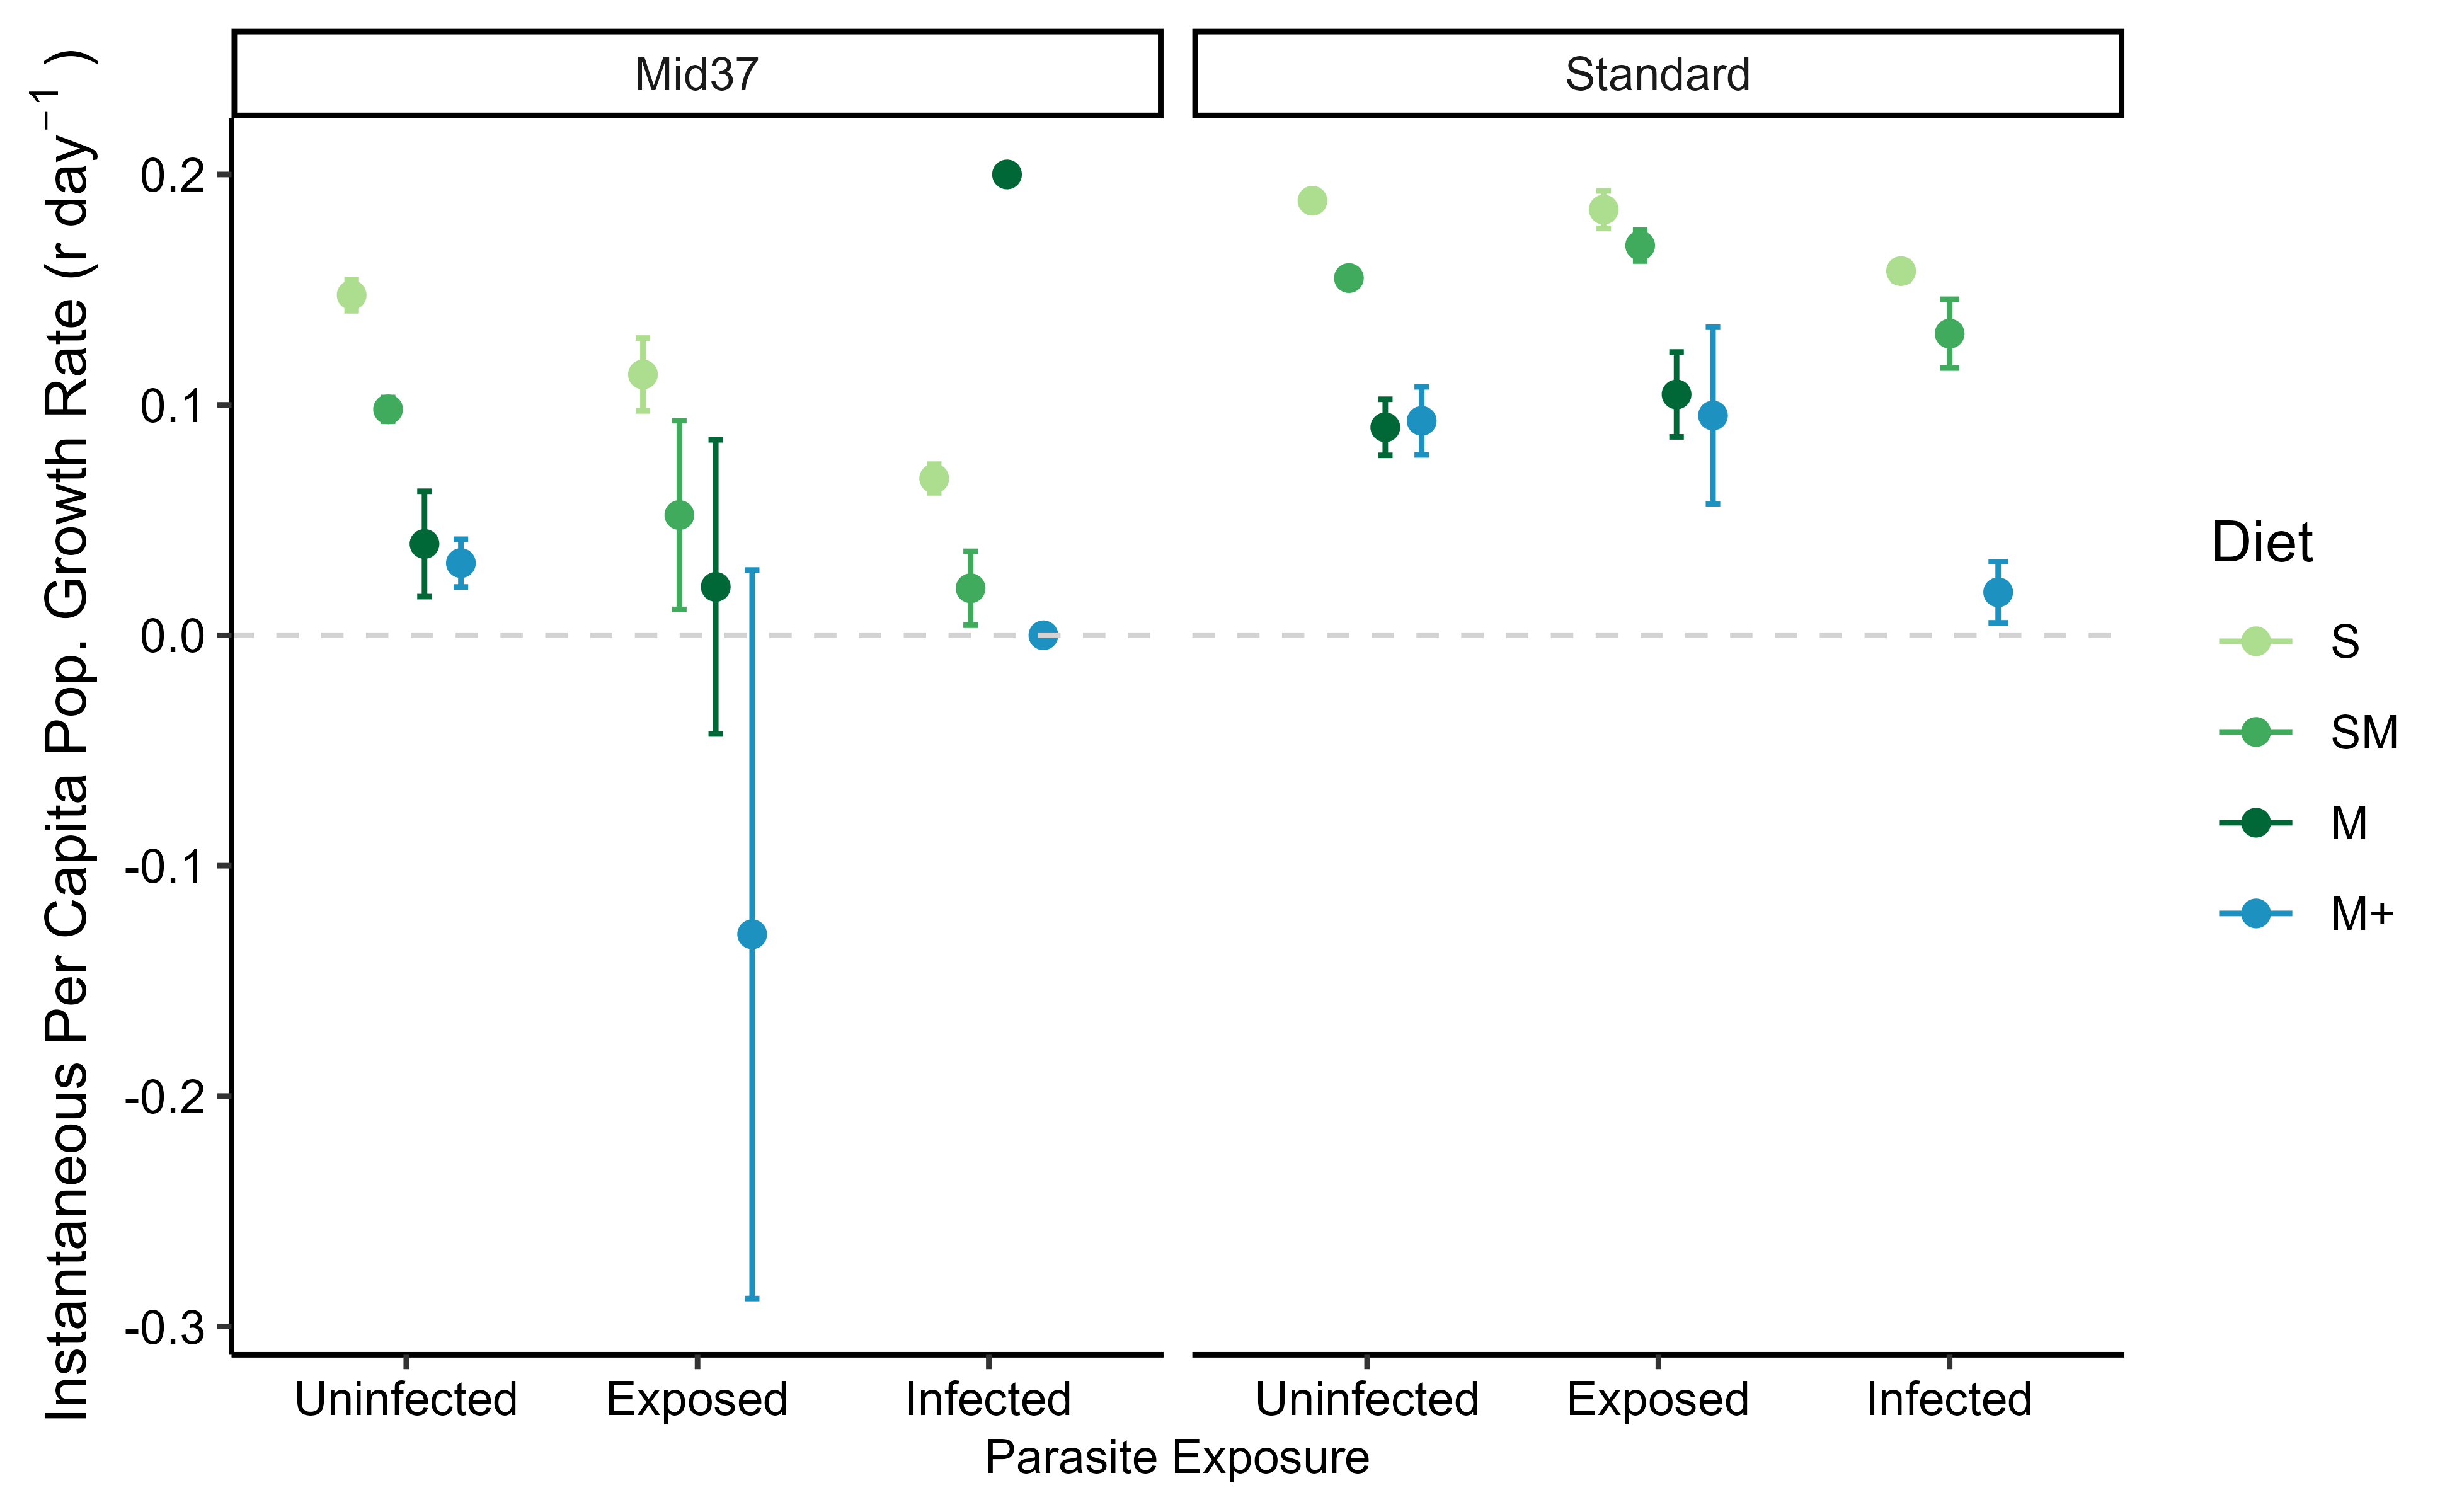 Mid37
Standard
Instantaneous Per Capita Pop. Growth Rate (r day⁻¹ )
0.2
0.1
0.0
-0.1
-0.2
-0.3
Uninfected
Exposed
Infected
Uninfected
Exposed
Infected
Parasite Exposure
Diet
S
SM
M
M+